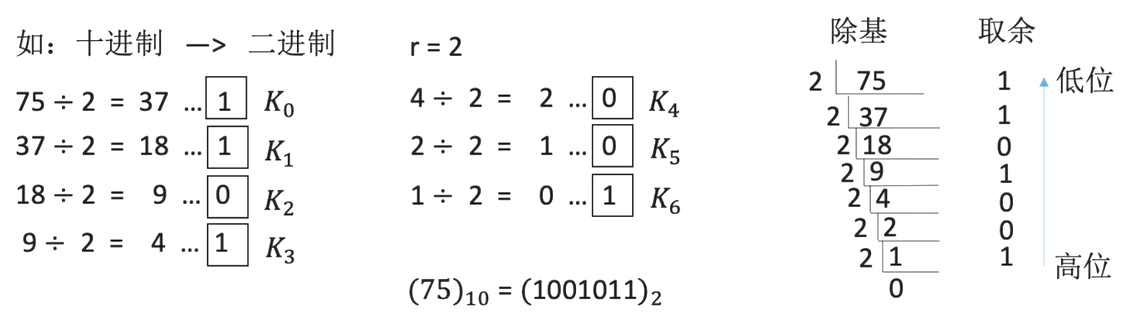 如：十进制 —> 二进制
75 ÷ 2 = 37 ... 1 K₀
37 ÷ 2 = 18 ... 1 K₁
18 ÷ 2 = 9 ... 0 K₂
9 ÷ 2 = 4 ... 1 K₃
r = 2
4 ÷ 2 = 2 ... 0 K₄
2 ÷ 2 = 1 ... 0 K₅
1 ÷ 2 = 0 ... 1 K₆
(75)₁₀ = (1001011)₂
除基 取余
2 75 1 低位
2 37 1
2 18 0
2 9 1
2 4 0
2 2 0
2 1 1 高位
0